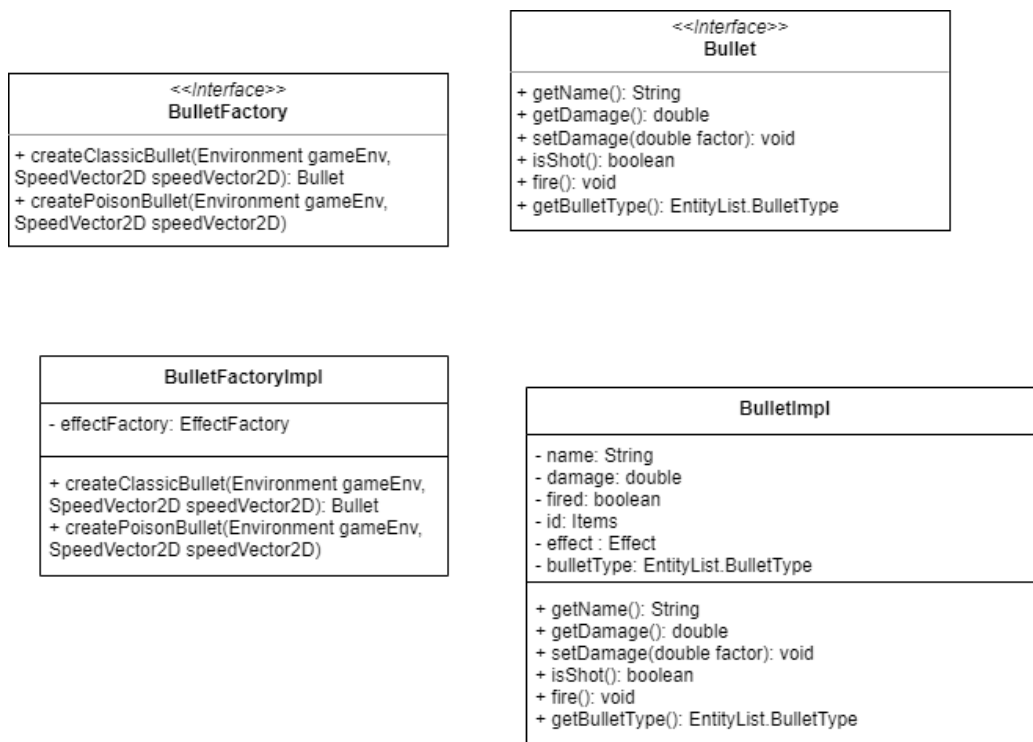 <<Interface>>
BulletFactory
+ createClassicBullet(Environment gameEnv,
SpeedVector2D speedVector2D): Bullet
+ createPoisonBullet(Environment gameEnv,
SpeedVector2D speedVector2D)
<<Interface>>
Bullet
+ getName(): String
+ getDamage(): double
+ setDamage(double factor): void
+ isShot(): boolean
+ fire(): void
+ getBulletType(): EntityList.BulletType
BulletFactoryImpl
- effectFactory: EffectFactory
+ createClassicBullet(Environment gameEnv,
SpeedVector2D speedVector2D): Bullet
+ createPoisonBullet(Environment gameEnv,
SpeedVector2D speedVector2D)
BulletImpl
- name: String
- damage: double
- fired: boolean
- id: Items
- effect : Effect
- bulletType: EntityList.BulletType
+ getName(): String
+ getDamage(): double
+ setDamage(double factor): void
+ isShot(): boolean
+ fire(): void
+ getBulletType(): EntityList.BulletType